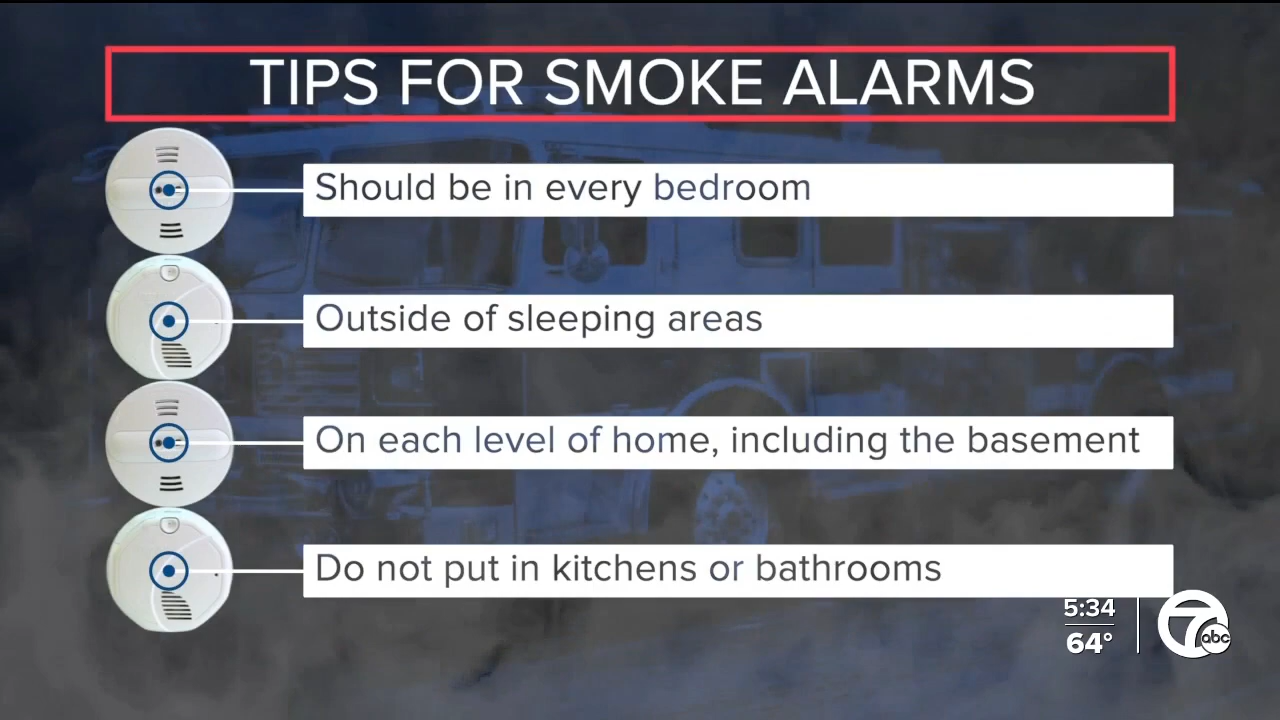 TIPS FOR SMOKE ALARMS
Should be in every bedroom
Outside of sleeping areas
On each level of home, including the basement
Do not put in kitchens or bathrooms
5:34
64°
7
abc